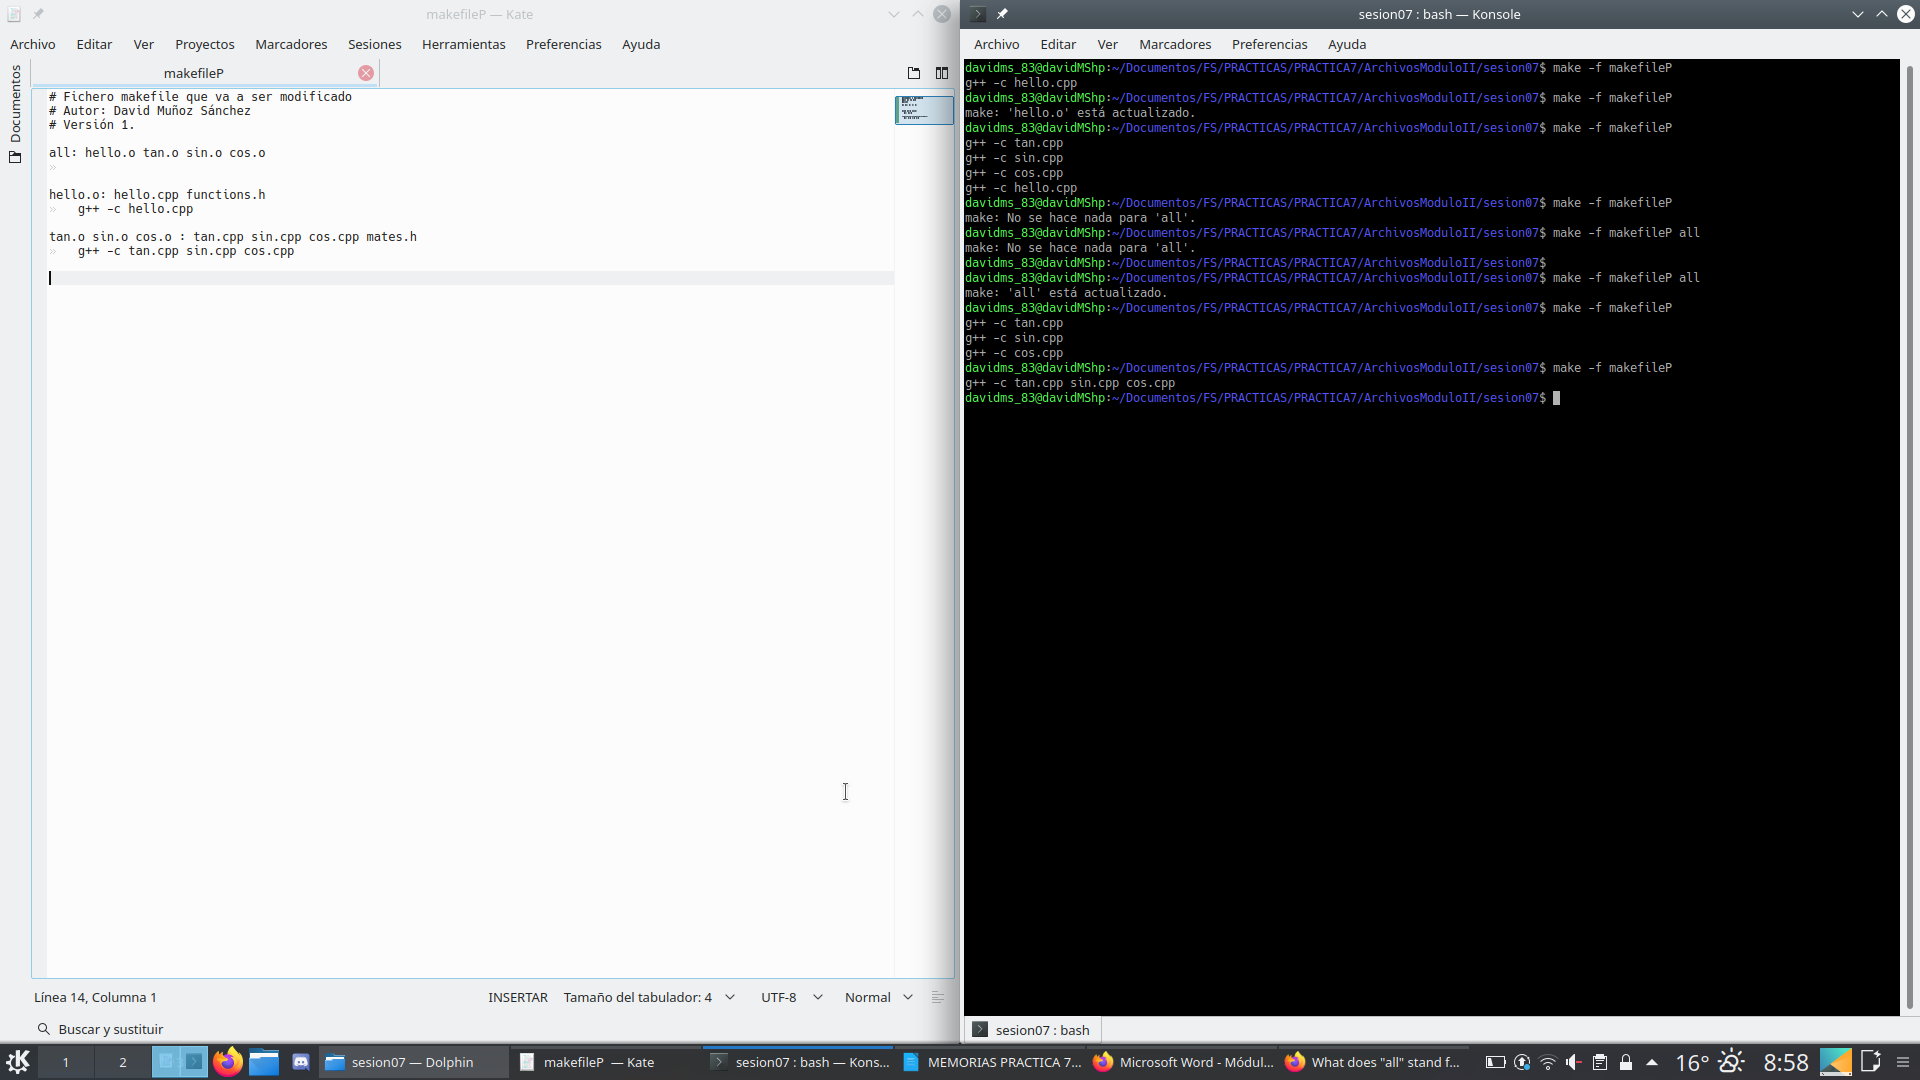 makefileP — Kate
Archivo Editar Ver Proyectos Marcadores Sesiones Herramientas Preferencias Ayuda
Documentos
makefileP
# Fichero makefile que va a ser modificado
# Autor: David Muñoz Sánchez
# Versión 1.
all: hello.o tan.o sin.o cos.o
»
hello.o: hello.cpp functions.h
» g++ -c hello.cpp
tan.o sin.o cos.o : tan.cpp sin.cpp cos.cpp mates.h
» g++ -c tan.cpp sin.cpp cos.cpp
Línea 14, Columna 1 INSERTAR Tamaño del tabulador: 4 UTF-8 Normal
Buscar y sustituir
sesion07 : bash — Konsole
Archivo Editar Ver Marcadores Preferencias Ayuda
davidms_83@davidMShp:~/Documentos/FS/PRACTICAS/PRACTICA7/ArchivosModuloII/sesion07$ make -f makefileP
g++ -c hello.cpp
davidms_83@davidMShp:~/Documentos/FS/PRACTICAS/PRACTICA7/ArchivosModuloII/sesion07$ make -f makefileP
make: 'hello.o' está actualizado.
davidms_83@davidMShp:~/Documentos/FS/PRACTICAS/PRACTICA7/ArchivosModuloII/sesion07$ make -f makefileP
g++ -c tan.cpp
g++ -c sin.cpp
g++ -c cos.cpp
g++ -c hello.cpp
davidms_83@davidMShp:~/Documentos/FS/PRACTICAS/PRACTICA7/ArchivosModuloII/sesion07$ make -f makefileP
make: No se hace nada para 'all'.
davidms_83@davidMShp:~/Documentos/FS/PRACTICAS/PRACTICA7/ArchivosModuloII/sesion07$ make -f makefileP all
make: No se hace nada para 'all'.
davidms_83@davidMShp:~/Documentos/FS/PRACTICAS/PRACTICA7/ArchivosModuloII/sesion07$
davidms_83@davidMShp:~/Documentos/FS/PRACTICAS/PRACTICA7/ArchivosModuloII/sesion07$ make -f makefileP all
make: 'all' está actualizado.
davidms_83@davidMShp:~/Documentos/FS/PRACTICAS/PRACTICA7/ArchivosModuloII/sesion07$ make -f makefileP
g++ -c tan.cpp
g++ -c sin.cpp
g++ -c cos.cpp
davidms_83@davidMShp:~/Documentos/FS/PRACTICAS/PRACTICA7/ArchivosModuloII/sesion07$ make -f makefileP
g++ -c tan.cpp sin.cpp cos.cpp
davidms_83@davidMShp:~/Documentos/FS/PRACTICAS/PRACTICA7/ArchivosModuloII/sesion07$
sesion07 : bash
1 2 sesion07 — Dolphin makefileP — Kate sesion07 : bash — Kons... MEMORIAS PRACTICA 7... Microsoft Word - Módul... What does "all" stand f... 16° 8:58